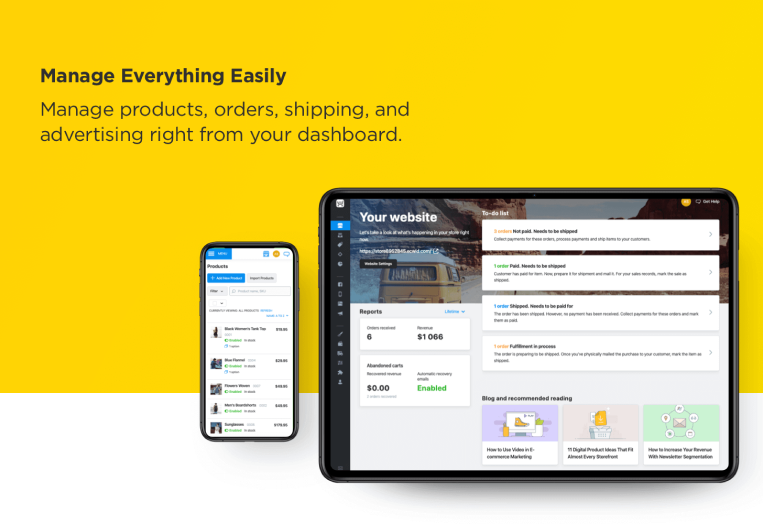 Manage Everything Easily
Manage products, orders, shipping, and
advertising right from your dashboard.
MENU
Products
+ Add New Product
Import Products
Filter
CURRENTLY VIEWING: ALL PRODUCTS
Black Women's Tank Top
$19.95
Enabled In stock
Blue Flannel
$29.95
Enabled In stock
Flowers Woven
$49.95
Enabled In stock
Men's Boardshorts
$49.95
Enabled In stock
Sunglasses
$179.95
Enabled In stock
Get Help
Your website
Let's take a look at what's happening in your store right
now.
Website Settings
To-do list
2 orders Not paid. Needs to be shipped
Collect payments for these orders, process payments and ship items to your customers.
1 order Paid. Needs to be shipped
Customer has paid for item. Now, prepare it for shipment and mail it. For your sales records, mark the sale as
shipped.
1 order Shipped. Needs to be paid for
The order has been shipped. However, no payment has been received. Collect payments for these orders and mark
them as paid.
1 order Fulfillment in process
The order is preparing to be shipped. Once you've physically mailed the purchase to your customer, mark the item as
shipped.
Reports
Lifetime
Orders received
6
Revenue
$1 066
Abandoned carts
Recovered revenue
$0.00
2 orders recovered
Automatic recovery
emails
Enabled
Blog and recommended reading
How to Use Video in E-
commerce Marketing
11 Digital Product Ideas That Fit
Almost Every Storefront
How to Increase Your Revenue
With Newsletter Segmentation